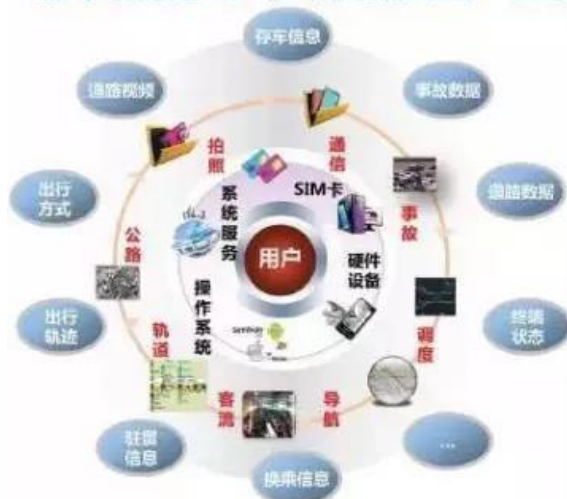 存车信息
道路视频
事故数据
出行
方式
道路数据
出行
轨迹
终端
状态
驻留
信息
换乘信息
...
拍照
通信
事故
调度
导航
客流
轨道
公路
系统服务
SIM卡
硬件
设备
操作系统
用户